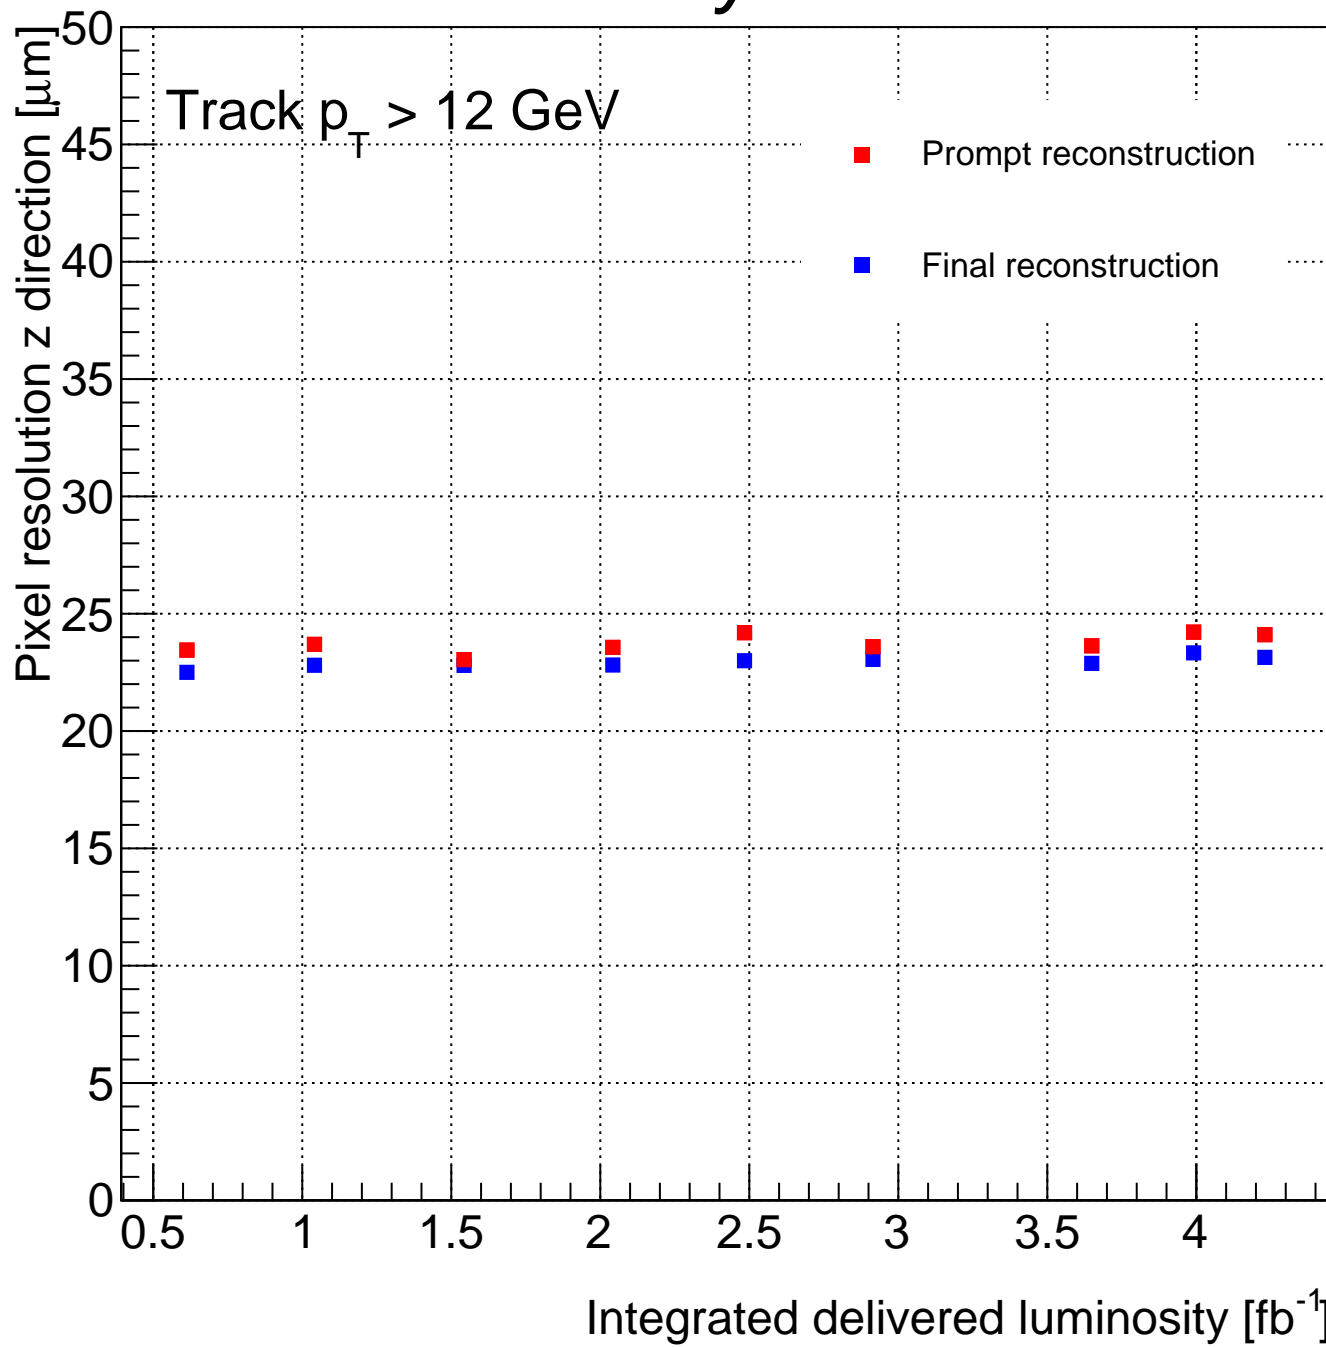 Pixel resolution z direction [μm]
50
45
40
35
30
25
20
15
10
5
0
Track pT > 12 GeV
Prompt reconstruction
Final reconstruction
0.5 1 1.5 2 2.5 3 3.5 4
Integrated delivered luminosity [fb-1]